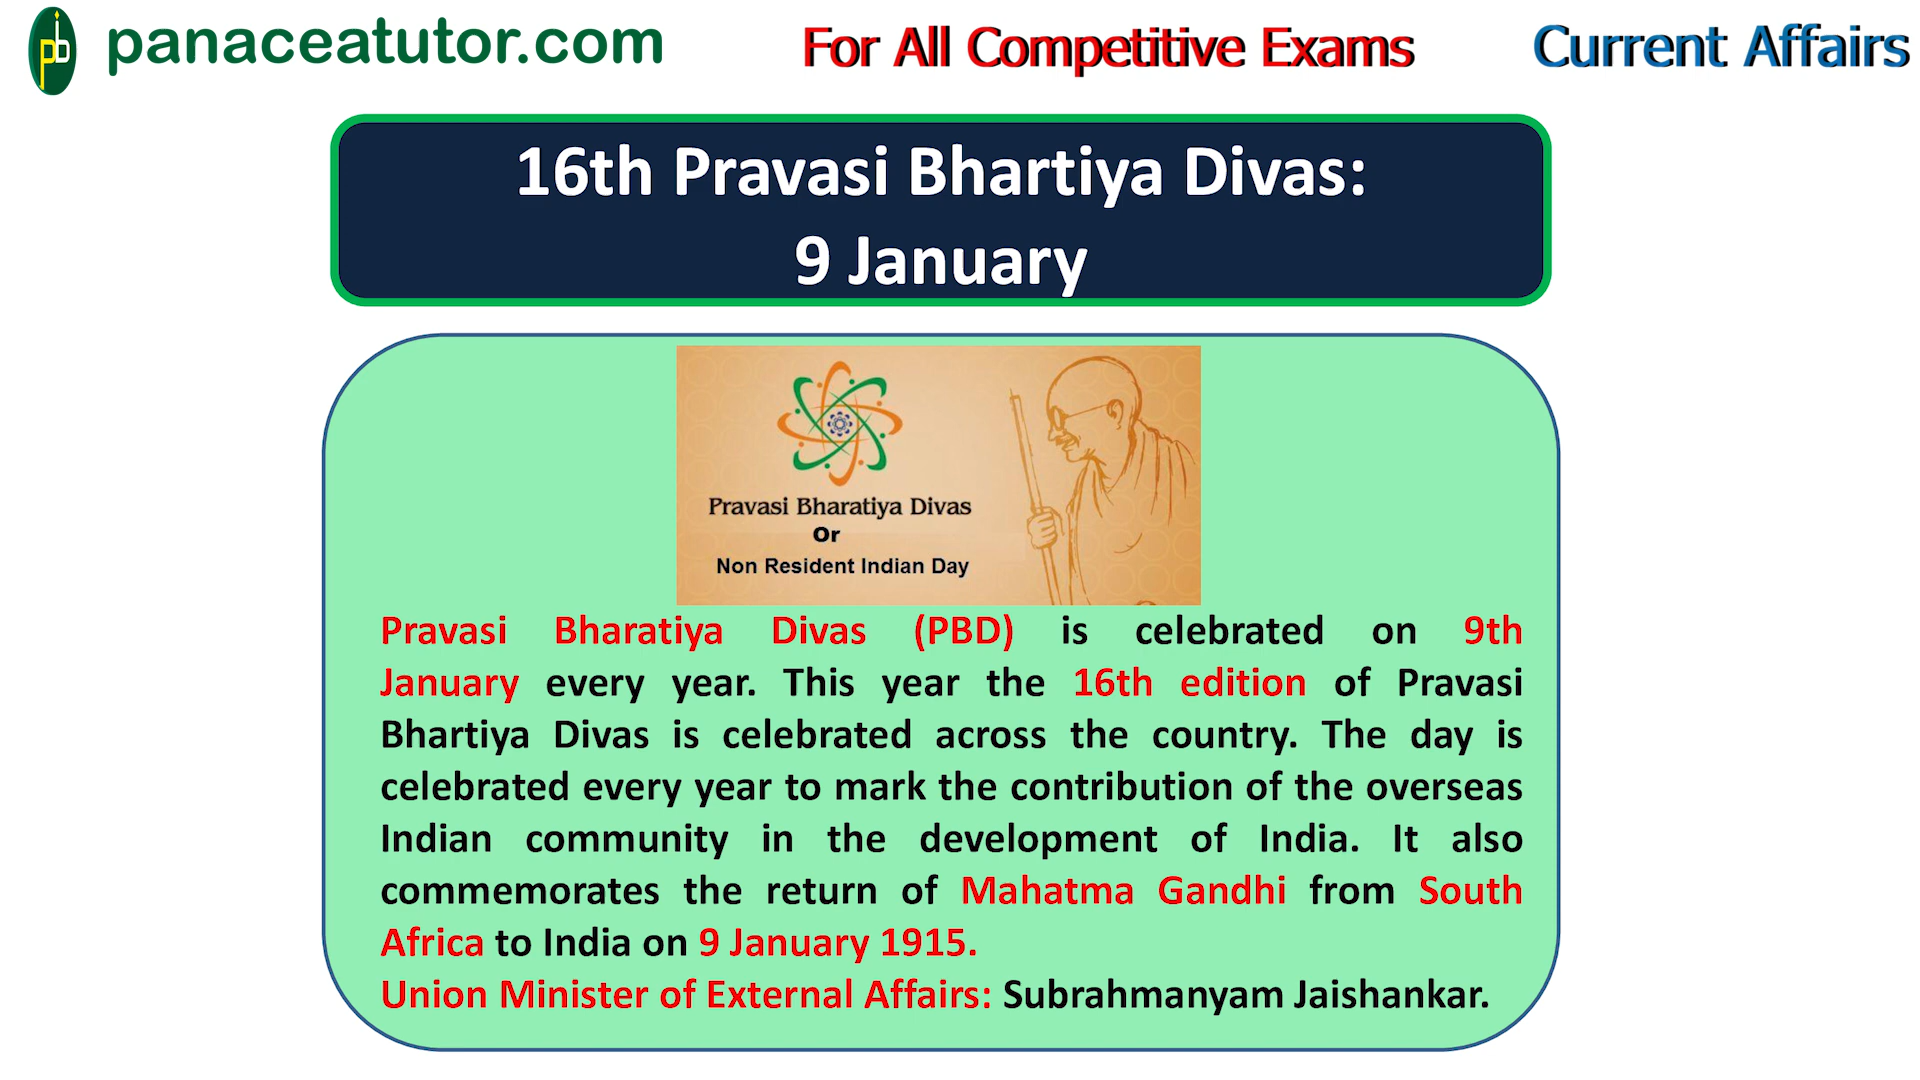 pb panaceatutor.com For All Competitive Exams Current Affairs
16th Pravasi Bhartiya Divas:
9 January
Pravasi Bharatiya Divas
Or
Non Resident Indian Day
Pravasi Bharatiya Divas (PBD) is celebrated on 9th
January every year. This year the 16th edition of Pravasi
Bhartiya Divas is celebrated across the country. The day is
celebrated every year to mark the contribution of the overseas
Indian community in the development of India. It also
commemorates the return of Mahatma Gandhi from South
Africa to India on 9 January 1915.
Union Minister of External Affairs: Subrahmanyam Jaishankar.